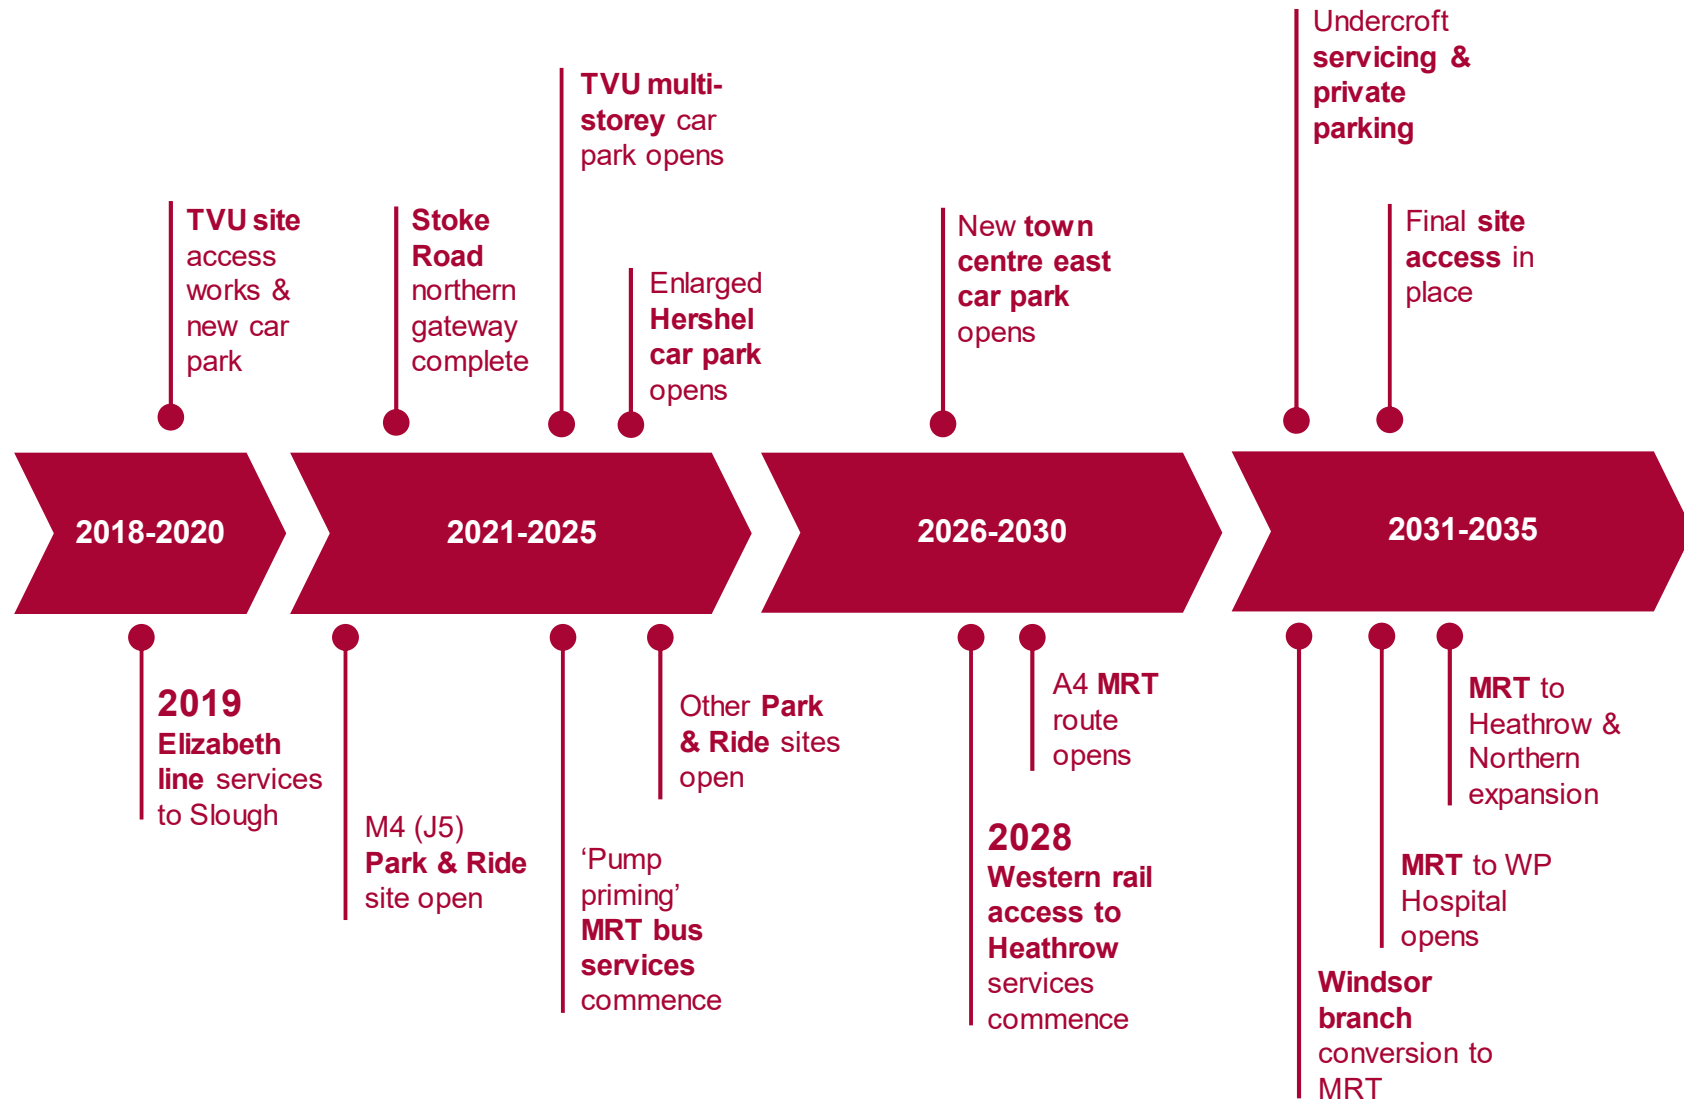 TVU site
access
works &
new car
park
Stoke
Road
northern
gateway
complete
TVU multi-
storey car
park opens
Enlarged
Hershel
car park
opens
New town
centre east
car park
opens
Undercroft
servicing &
private
parking
Final site
access in
place
2018-2020
2021-2025
2026-2030
2031-2035
2019
Elizabeth
line services
to Slough
M4 (J5)
Park & Ride
site open
‘Pump
priming’
MRT bus
services
commence
Other Park
& Ride sites
open
2028
Western rail
access to
Heathrow
services
commence
A4 MRT
route
opens
Windsor
branch
conversion to
MRT
MRT to WP
Hospital
opens
MRT to
Heathrow &
Northern
expansion